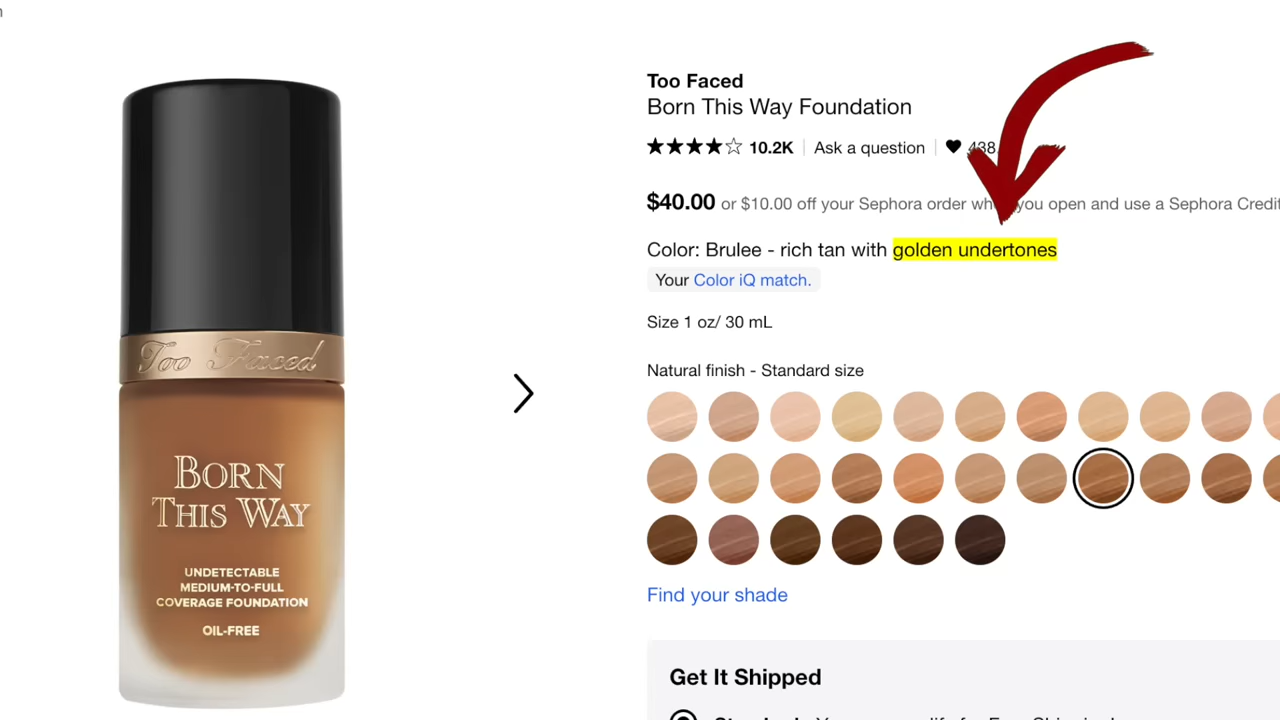 Too Faced
Born This Way Foundation
10.2K Ask a question 438
$40.00 or $10.00 off your Sephora order when you open and use a Sephora Credit
Color: Brulee - rich tan with golden undertones
Your Color iQ match.
Size 1 oz/ 30 mL
Natural finish - Standard size
Too Faced
BORN
THIS WAY
UNDETECTABLE
MEDIUM-TO-FULL
COVERAGE FOUNDATION
OIL-FREE
Find your shade
Get It Shipped